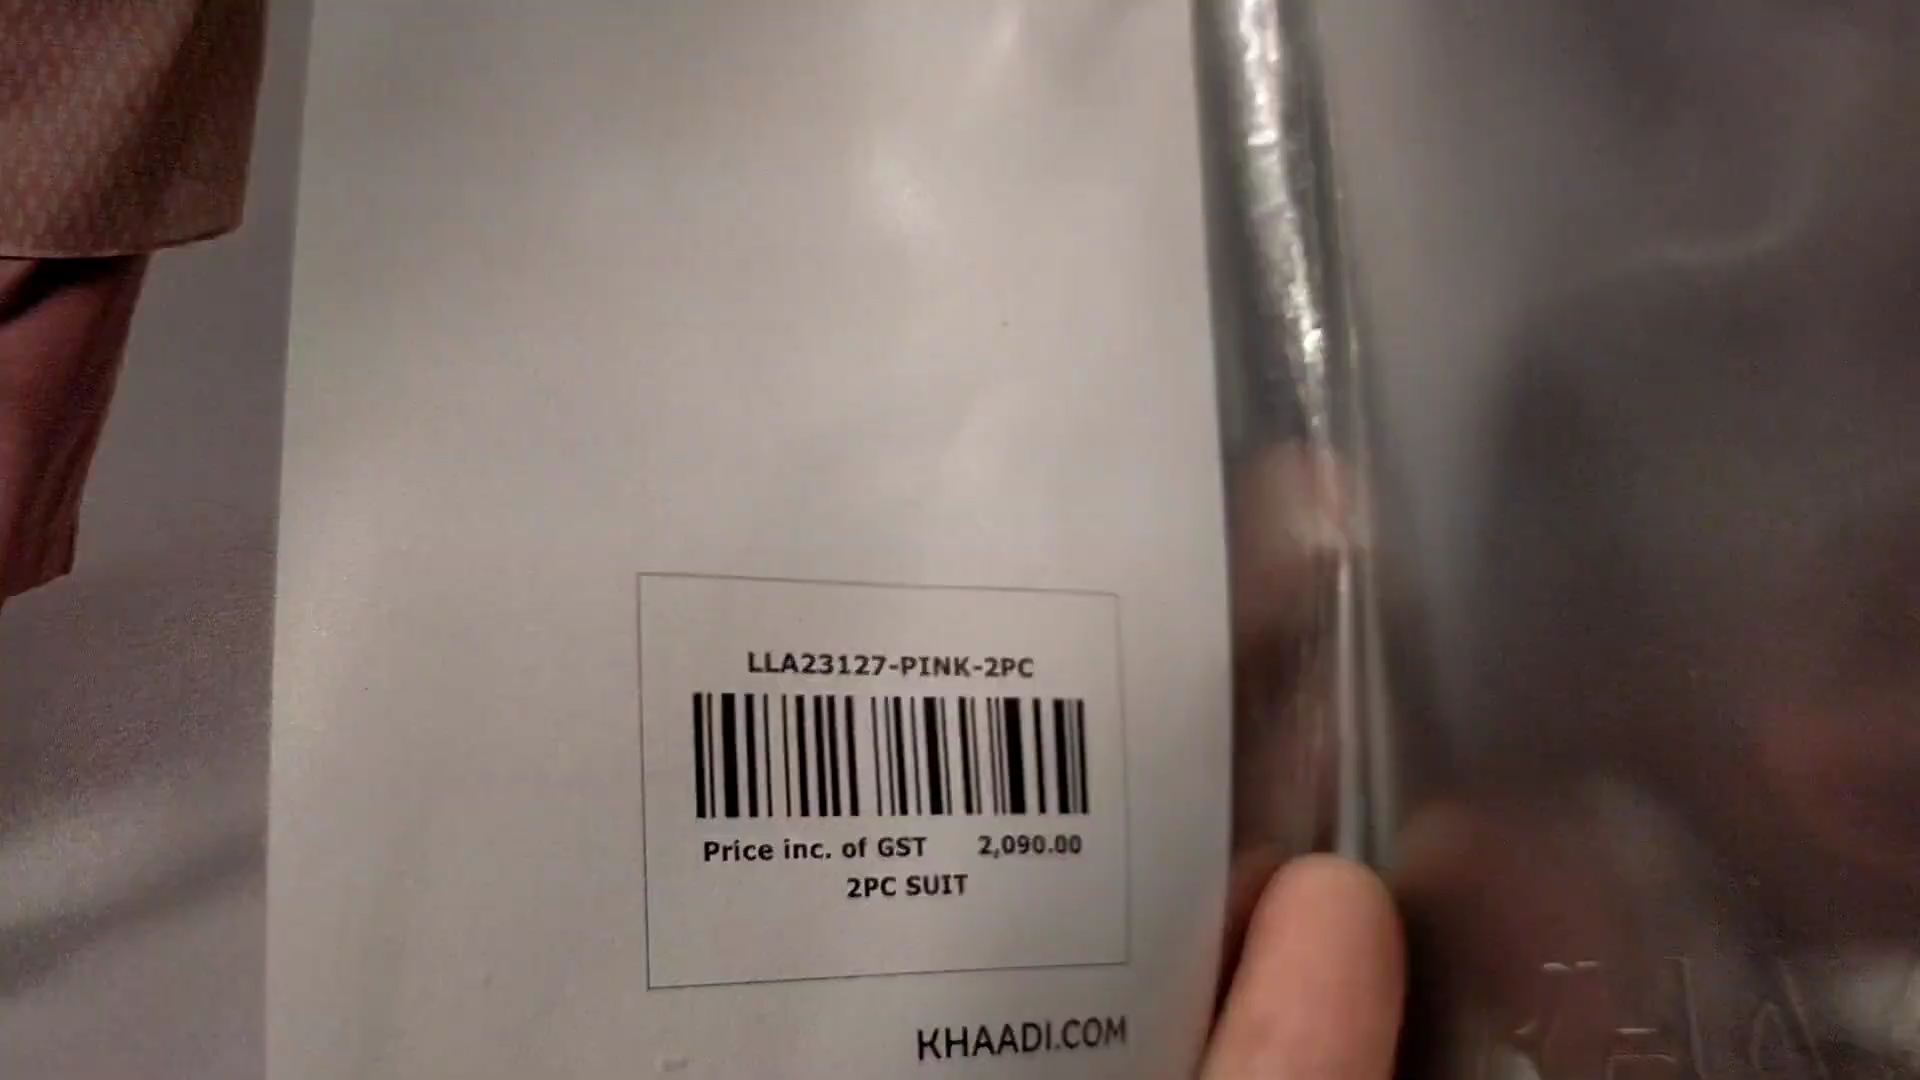 LLA23127-PINK-2PC
Price inc. of GST 2,090.00
2PC SUIT
KHAADI.COM